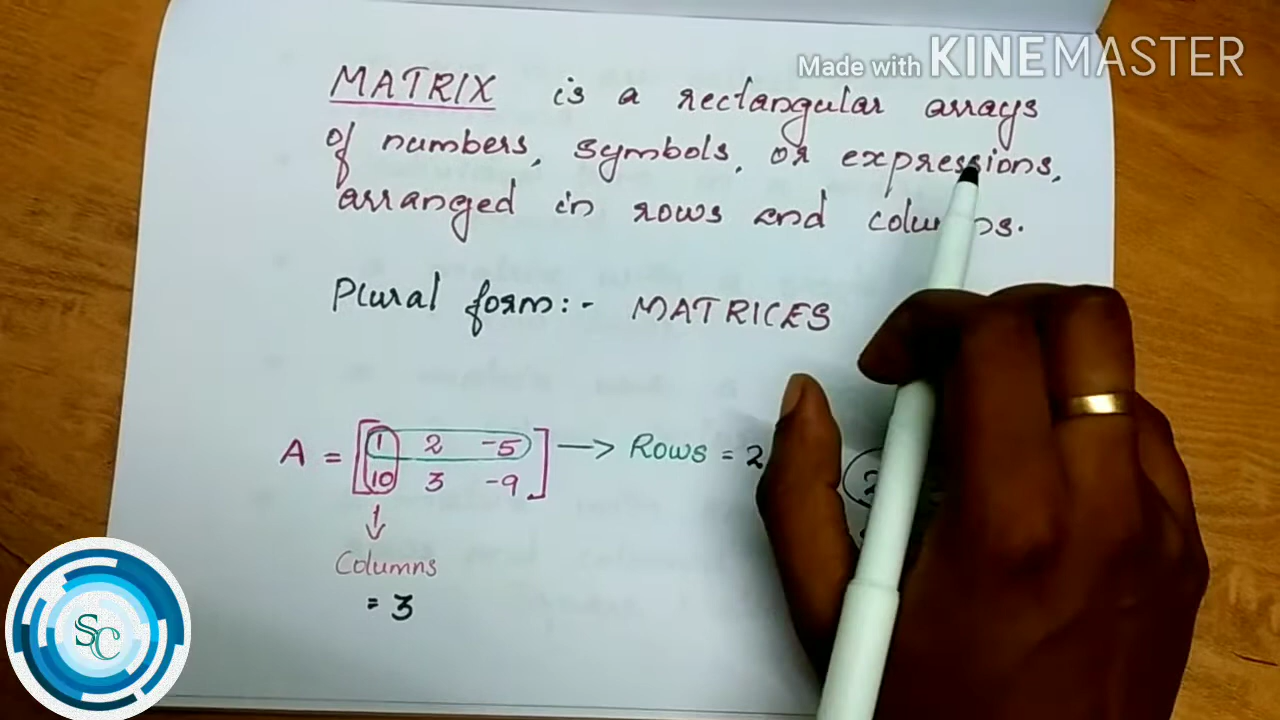 Made with KINEMASTER
MATRIX is a rectangular arrays
of numbers, symbols, or expressions,
arranged in rows and columns.
Plural form:- MATRICES
A = [1 2 -5] —> Rows = 2
10 3 -9
Columns
= 3
SC